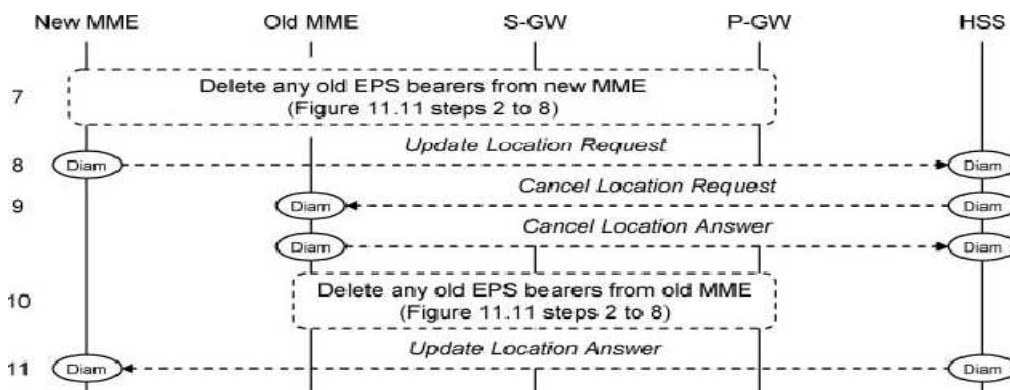 New MME Old MME S-GW P-GW HSS
7
Delete any old EPS bearers from new MME
(Figure 11.11 steps 2 to 8)
Update Location Request
8 Diam Diam
Cancel Location Request
9 Diam Diam
Cancel Location Answer
Diam Diam
10
Delete any old EPS bearers from old MME
(Figure 11.11 steps 2 to 8)
Update Location Answer
11 Diam Diam